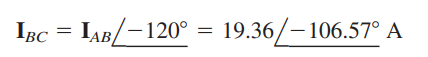 I_BC = I_AB/−120° = 19.36/−106.57° A